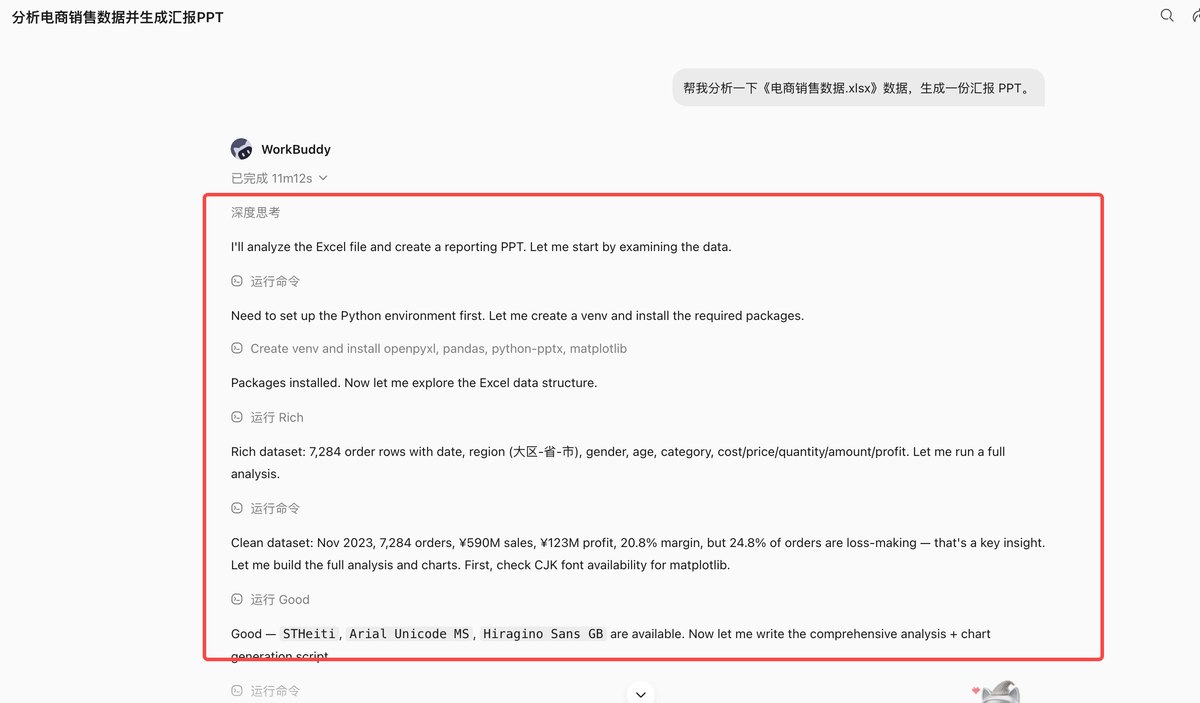 分析电商销售数据并生成汇报PPT
帮我分析一下《电商销售数据.xlsx》数据，生成一份汇报 PPT。
WorkBuddy
已完成 11m12s
深度思考
I'll analyze the Excel file and create a reporting PPT. Let me start by examining the data.
运行命令
Need to set up the Python environment first. Let me create a venv and install the required packages.
Create venv and install openpyxl, pandas, python-pptx, matplotlib
Packages installed. Now let me explore the Excel data structure.
运行 Rich
Rich dataset: 7,284 order rows with date, region (大区-省-市), gender, age, category, cost/price/quantity/amount/profit. Let me run a full
analysis.
运行命令
Clean dataset: Nov 2023, 7,284 orders, ¥590M sales, ¥123M profit, 20.8% margin, but 24.8% of orders are loss-making — that's a key insight.
Let me build the full analysis and charts. First, check CJK font availability for matplotlib.
运行 Good
Good — STHeiti, Arial Unicode MS, Hiragino Sans GB are available. Now let me write the comprehensive analysis + chart
generation script
运行命令